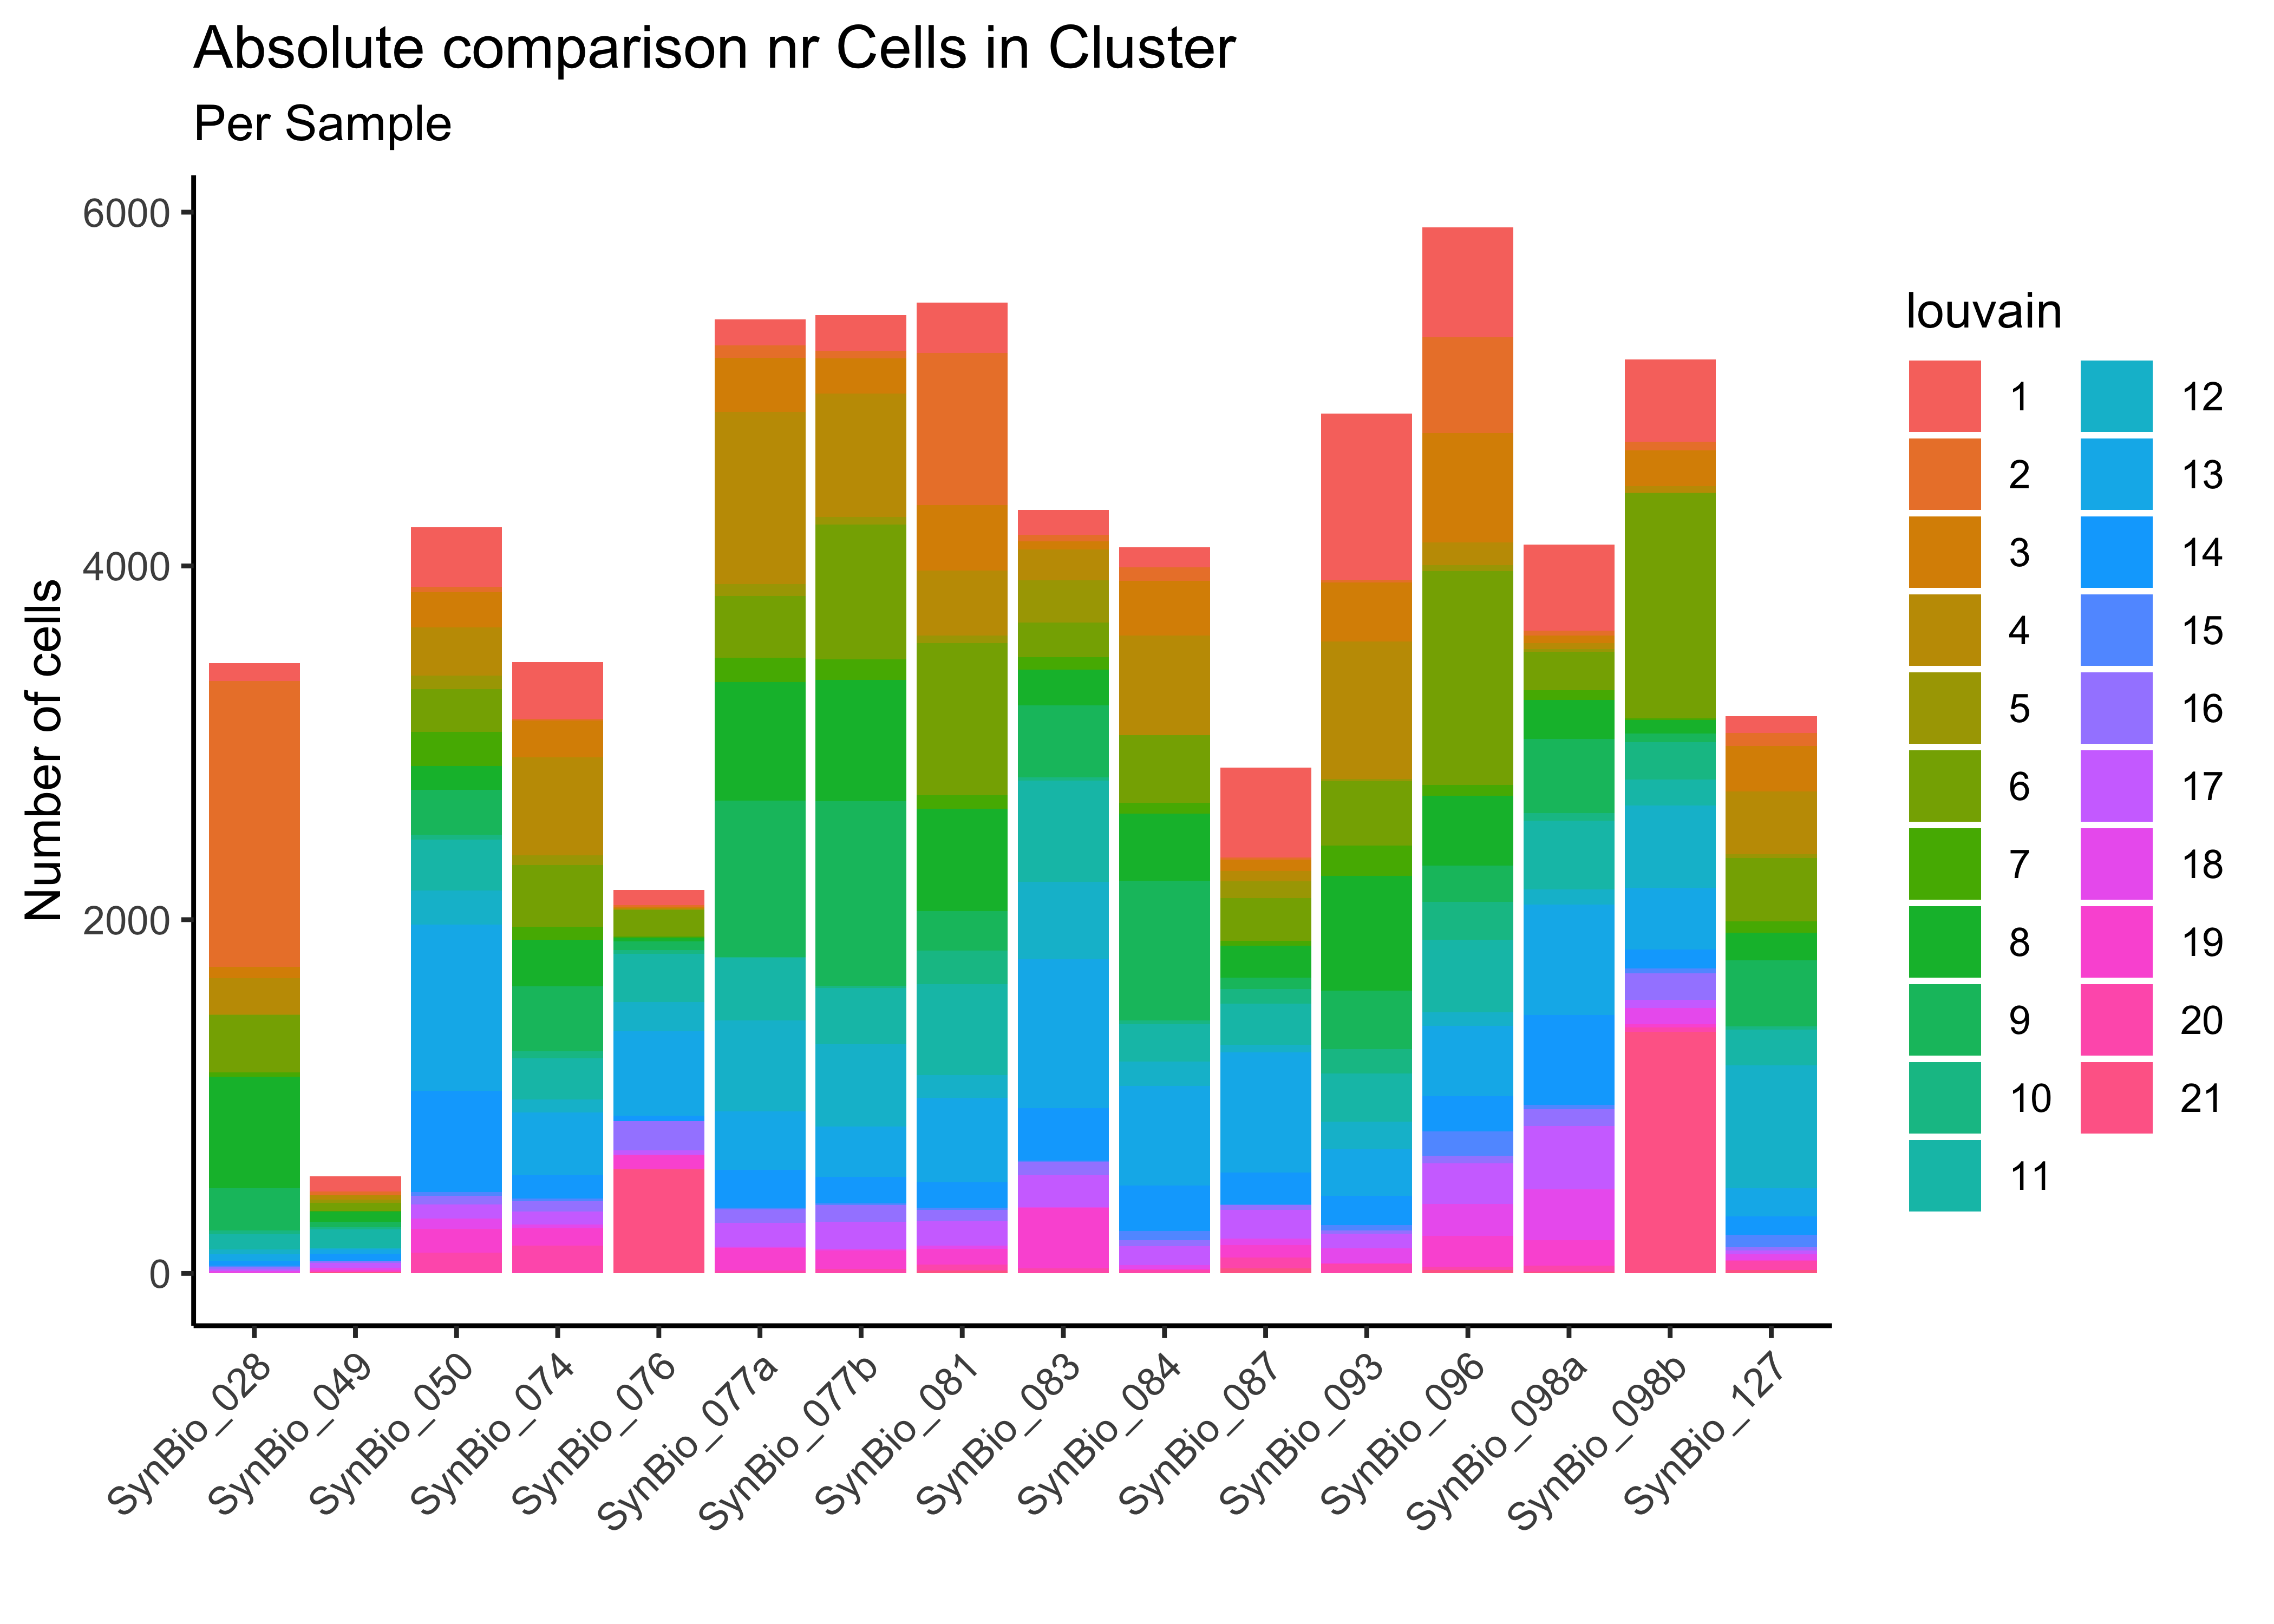 Absolute comparison nr Cells in Cluster
Per Sample
Number of cells
6000
4000
2000
0
SynBio_028
SynBio_049
SynBio_050
SynBio_074
SynBio_076
SynBio_077a
SynBio_077b
SynBio_081
SynBio_083
SynBio_084
SynBio_087
SynBio_093
SynBio_096
SynBio_098a
SynBio_098b
SynBio_127
louvain
1
2
3
4
5
6
7
8
9
10
11
12
13
14
15
16
17
18
19
20
21